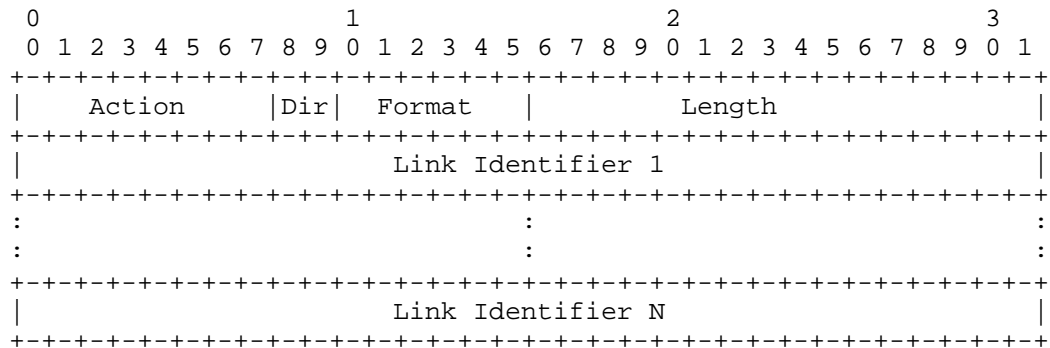 0                   1                   2                   3
 0 1 2 3 4 5 6 7 8 9 0 1 2 3 4 5 6 7 8 9 0 1 2 3 4 5 6 7 8 9 0 1
+-+-+-+-+-+-+-+-+-+-+-+-+-+-+-+-+-+-+-+-+-+-+-+-+-+-+-+-+-+-+-+-+
|    Action     |Dir|  Format   |         Length                |
+-+-+-+-+-+-+-+-+-+-+-+-+-+-+-+-+-+-+-+-+-+-+-+-+-+-+-+-+-+-+-+-+
|                       Link Identifier 1                       |
+-+-+-+-+-+-+-+-+-+-+-+-+-+-+-+-+-+-+-+-+-+-+-+-+-+-+-+-+-+-+-+-+
:                               :                               :
:                               :                               :
+-+-+-+-+-+-+-+-+-+-+-+-+-+-+-+-+-+-+-+-+-+-+-+-+-+-+-+-+-+-+-+-+
|                       Link Identifier N                       |
+-+-+-+-+-+-+-+-+-+-+-+-+-+-+-+-+-+-+-+-+-+-+-+-+-+-+-+-+-+-+-+-+